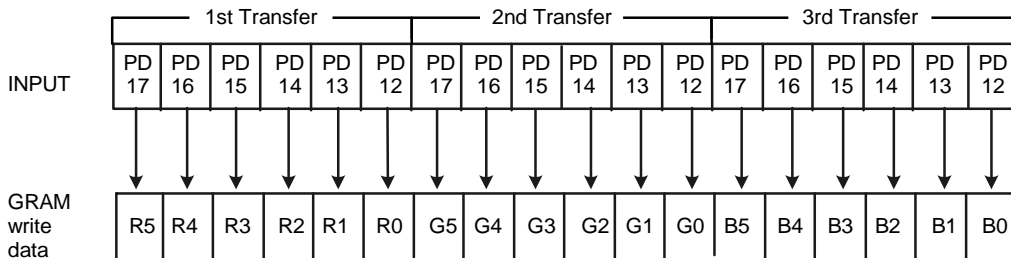 1st Transfer 2nd Transfer 3rd Transfer
INPUT PD 17 PD 16 PD 15 PD 14 PD 13 PD 12 PD 17 PD 16 PD 15 PD 14 PD 13 PD 12 PD 17 PD 16 PD 15 PD 14 PD 13 PD 12
GRAM write data R5 R4 R3 R2 R1 R0 G5 G4 G3 G2 G1 G0 B5 B4 B3 B2 B1 B0